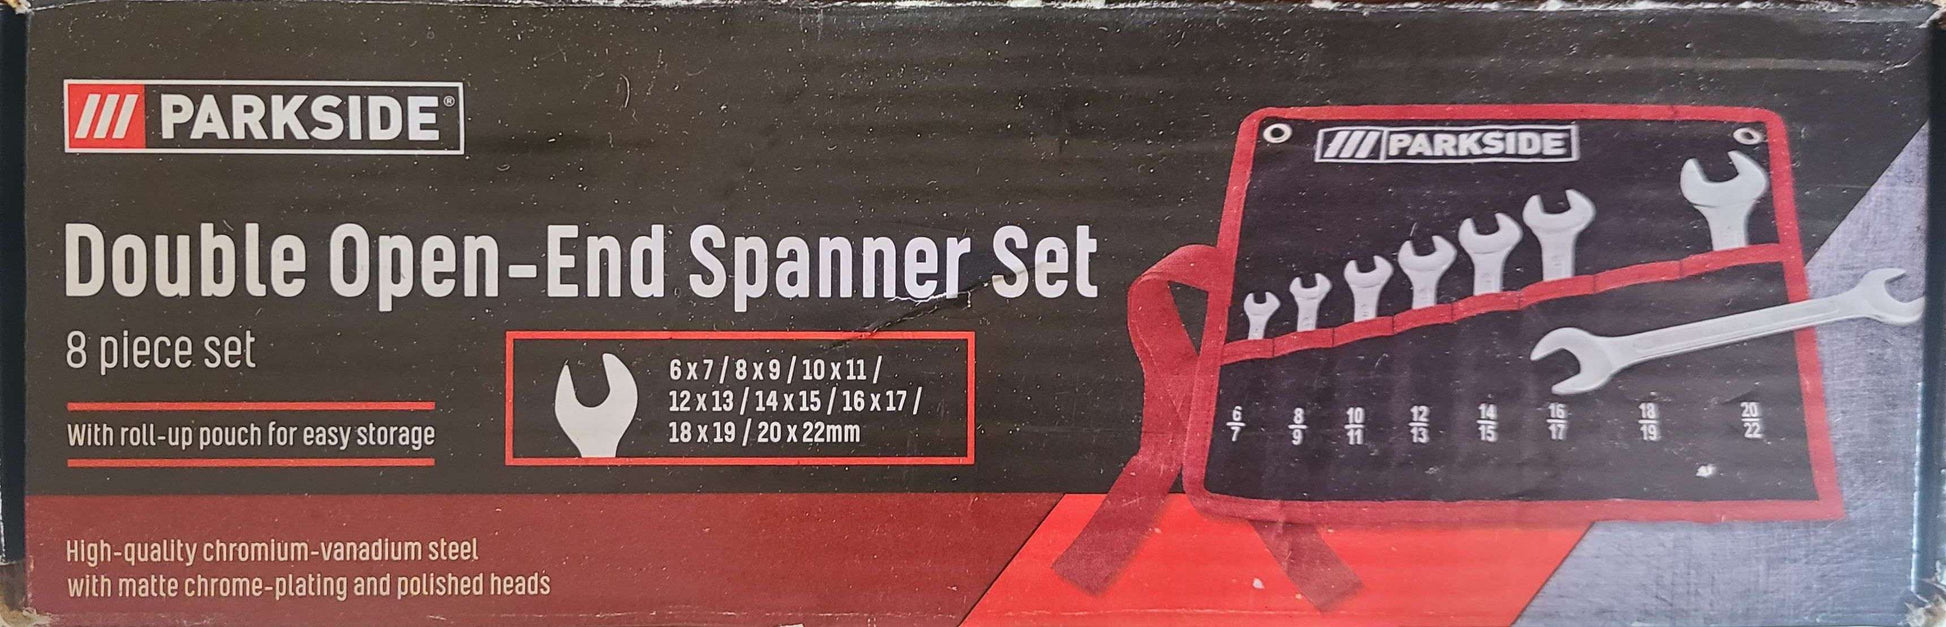 PARKSIDE®
Double Open-End Spanner Set
8 piece set
With roll-up pouch for easy storage
6 x 7 / 8 x 9 / 10 x 11 /
12 x 13 / 14 x 15 / 16 x 17 /
18 x 19 / 20 x 22mm
High-quality chromium-vanadium steel
with matte chrome-plating and polished heads
PARKSIDE
6 8 10 12 14 16 18 20
7 9 11 13 15 17 19 22